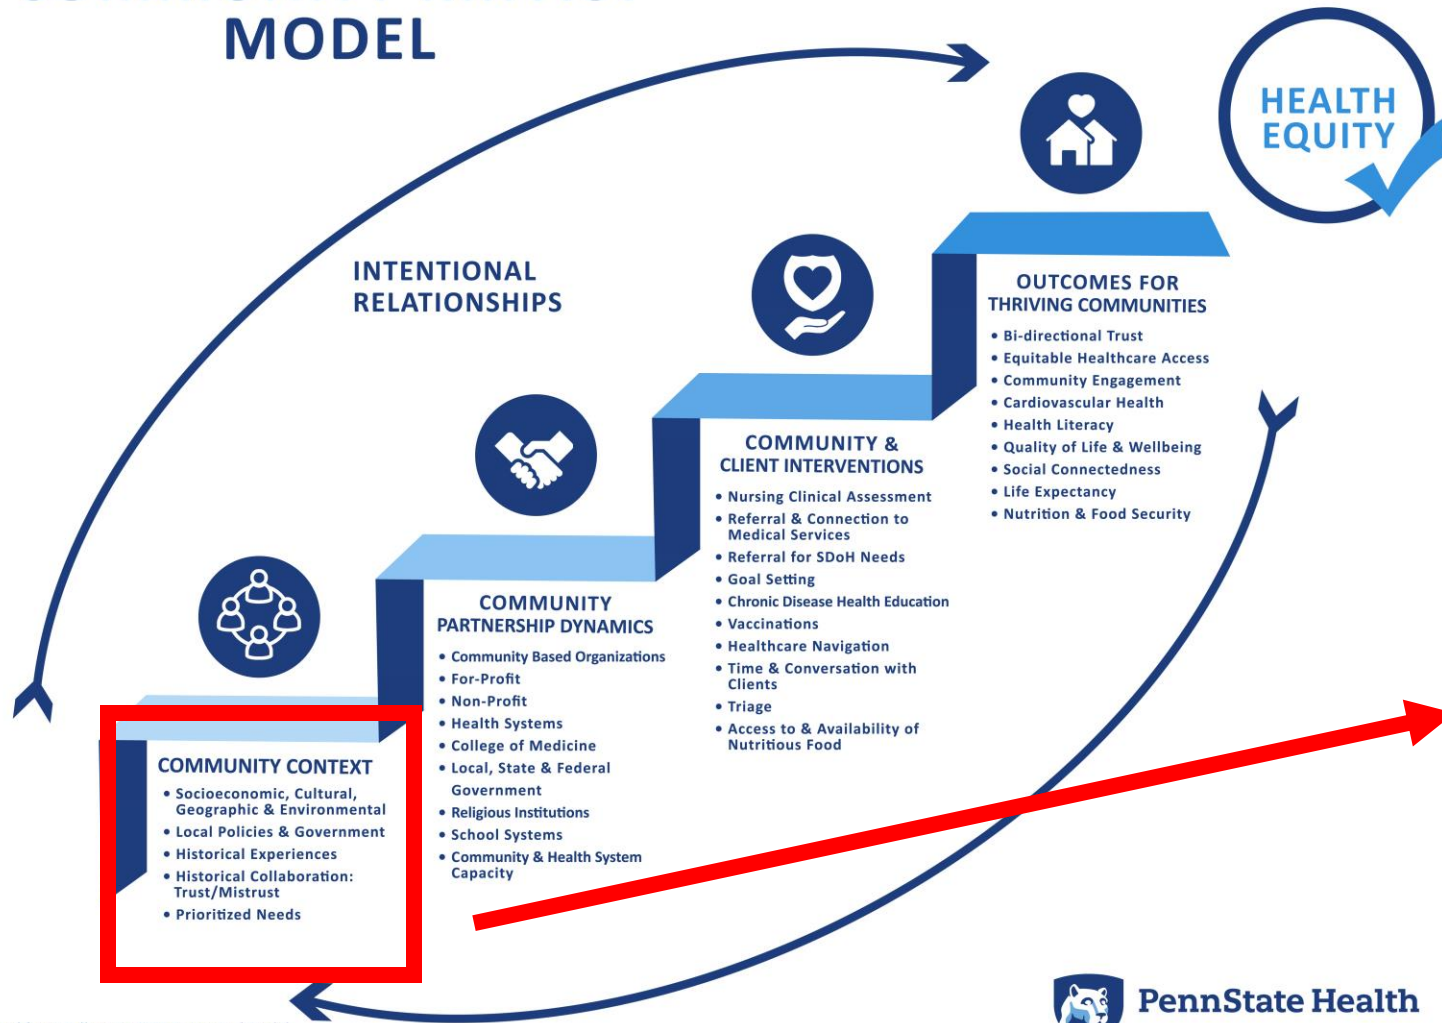 MODEL
HEALTH
EQUITY
INTENTIONAL
RELATIONSHIPS
OUTCOMES FOR
THRIVING COMMUNITIES
• Bi-directional Trust
• Equitable Healthcare Access
• Community Engagement
• Cardiovascular Health
• Health Literacy
• Quality of Life & Wellbeing
• Social Connectedness
• Life Expectancy
• Nutrition & Food Security
COMMUNITY &
CLIENT INTERVENTIONS
• Nursing Clinical Assessment
• Referral & Connection to
Medical Services
• Referral for SDoH Needs
• Goal Setting
• Chronic Disease Health Education
• Vaccinations
• Healthcare Navigation
• Time & Conversation with
Clients
• Triage
• Access to & Availability of
Nutritious Food
COMMUNITY
PARTNERSHIP DYNAMICS
• Community Based Organizations
• For-Profit
• Non-Profit
• Health Systems
• College of Medicine
• Local, State & Federal
Government
• Religious Institutions
• School Systems
• Community & Health System
Capacity
COMMUNITY CONTEXT
• Socioeconomic, Cultural,
Geographic & Environmental
• Local Policies & Government
• Historical Experiences
• Historical Collaboration:
Trust/Mistrust
• Prioritized Needs
PennState Health